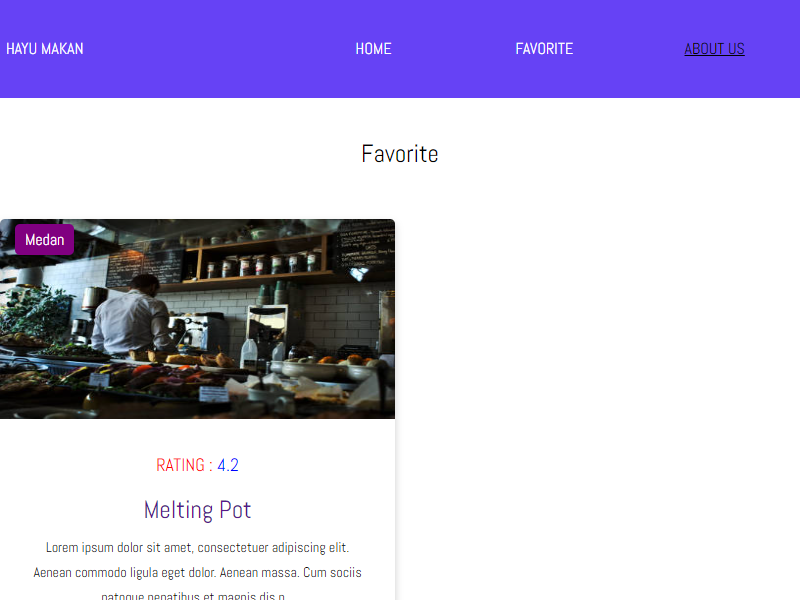 HAYU MAKAN
HOME
FAVORITE
ABOUT US
Favorite
Medan
RATING : 4.2
Melting Pot
Lorem ipsum dolor sit amet, consectetuer adipiscing elit.
Aenean commodo ligula eget dolor. Aenean massa. Cum sociis
natoque penatibus et magnis dis p